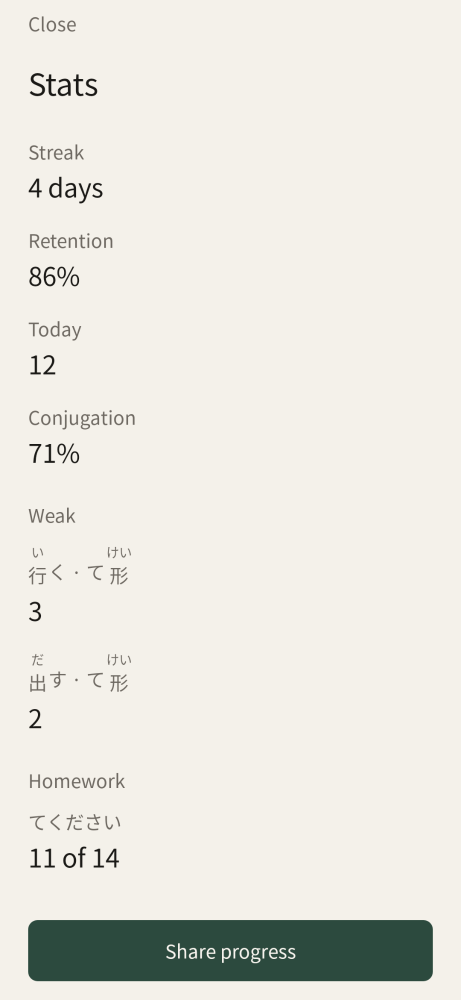 Close
Stats
Streak
4 days
Retention
86%
Today
12
Conjugation
71%
Weak
い けい
行く · て形
3
だ けい
出す · て形
2
Homework
てください
11 of 14
Share progress